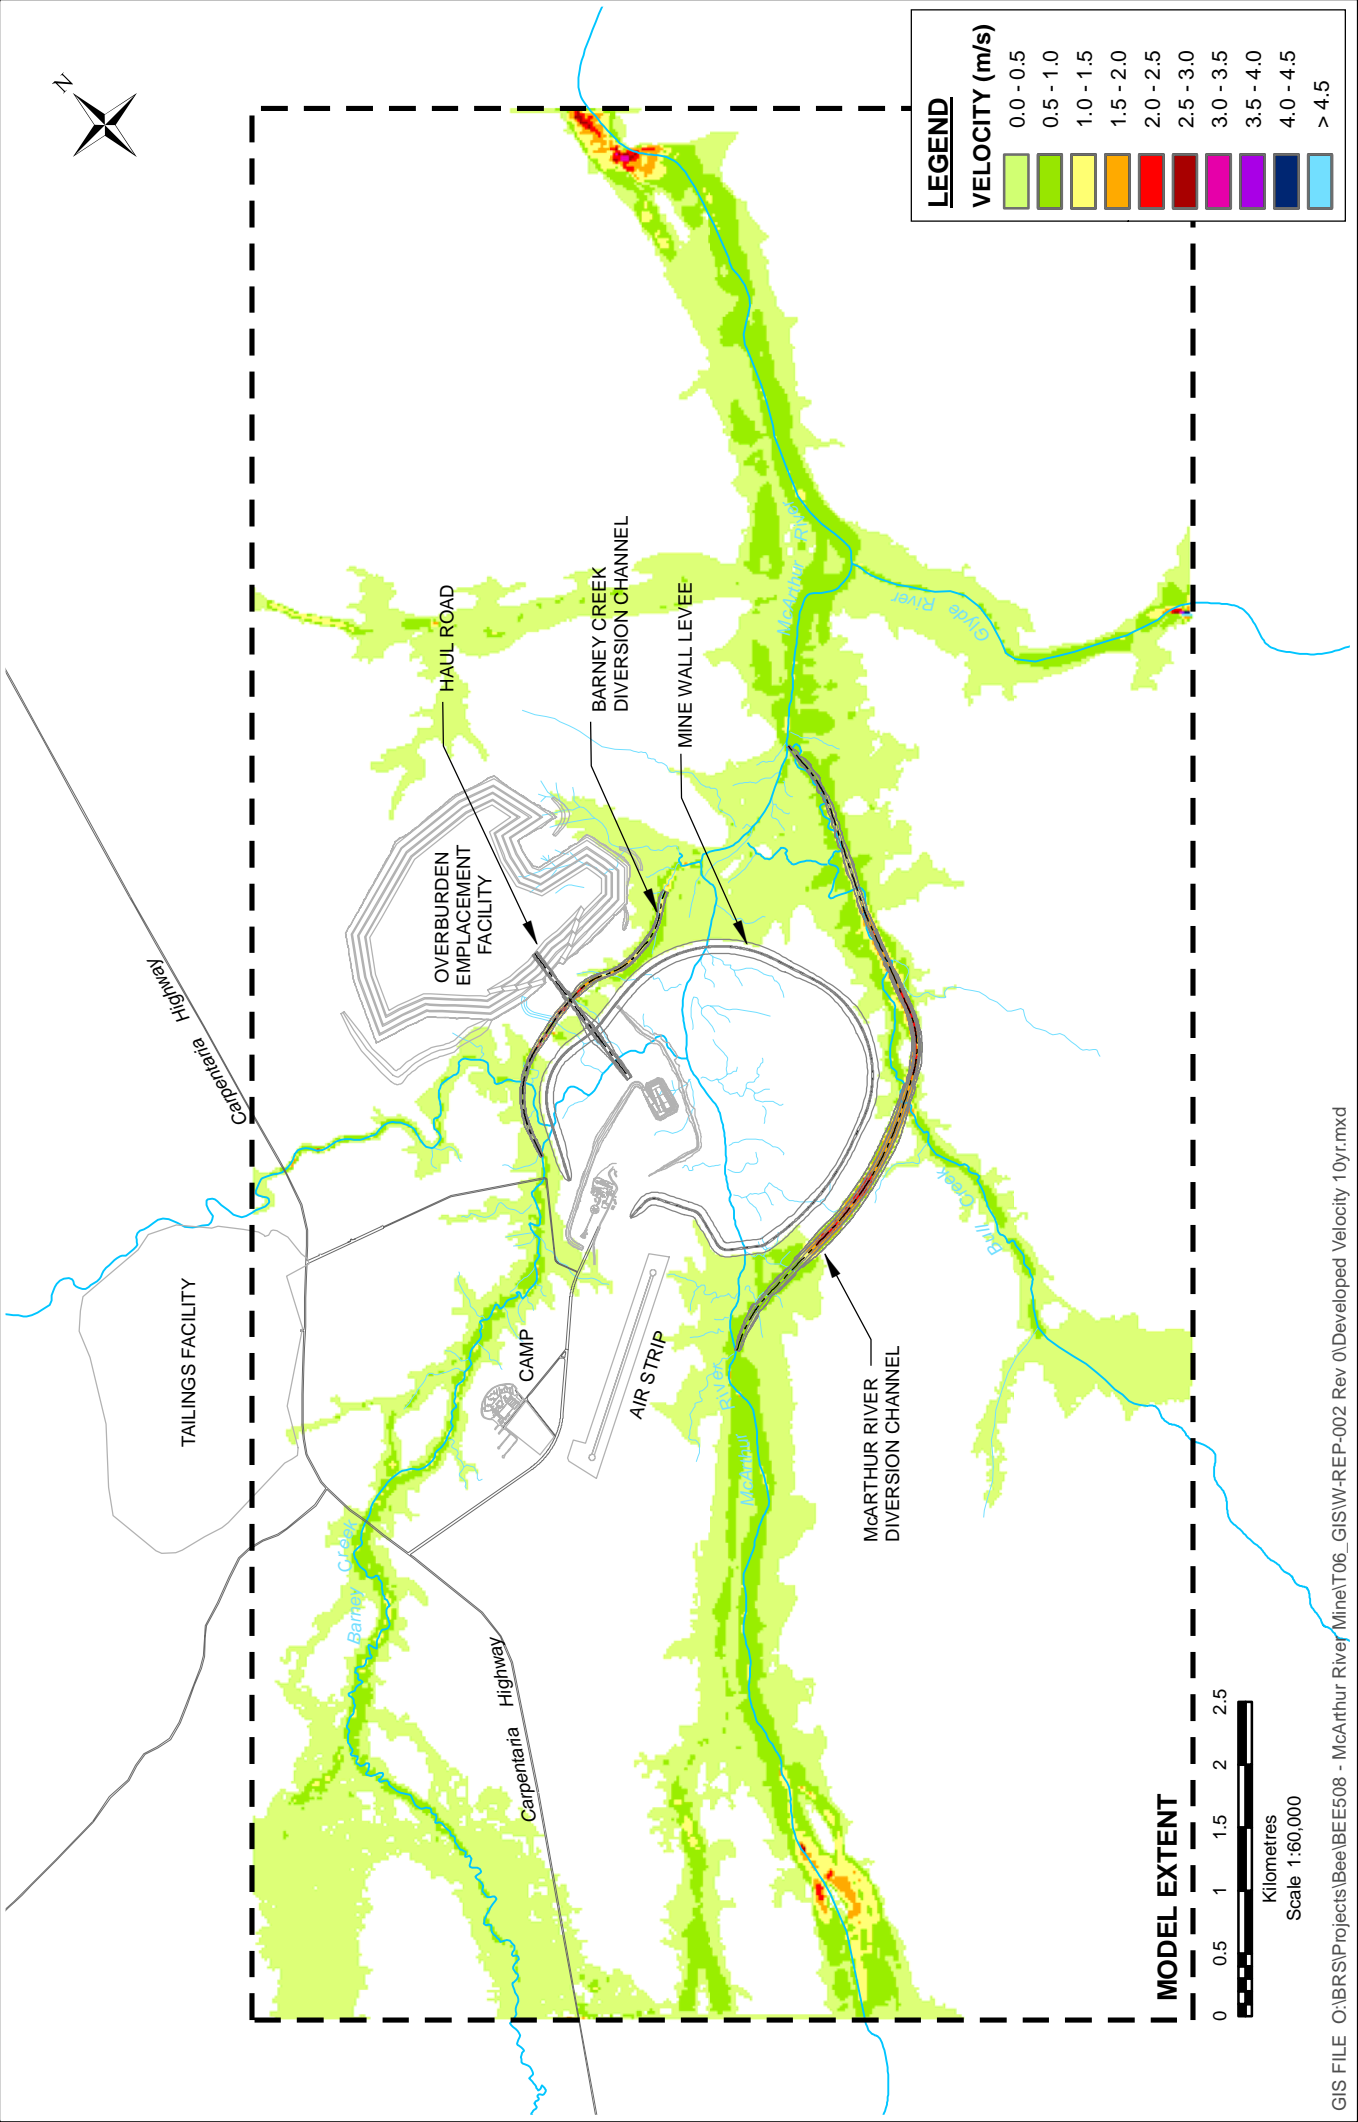 N
LEGEND
VELOCITY (m/s)
0.0 - 0.5
0.5 - 1.0
1.0 - 1.5
1.5 - 2.0
2.0 - 2.5
2.5 - 3.0
3.0 - 3.5
3.5 - 4.0
4.0 - 4.5
> 4.5
TAILINGS FACILITY
Carpentaria Highway
OVERBURDEN
EMPLACEMENT
FACILITY
HAUL ROAD
BARNEY CREEK
DIVERSION CHANNEL
MINE WALL LEVEE
Barney Creek
Carpentaria Highway
CAMP
AIR STRIP
McArthur River
McArthur River
Glyde River
Bull Creek
McARTHUR RIVER
DIVERSION CHANNEL
MODEL EXTENT
0 0.5 1 1.5 2 2.5
Kilometres
Scale 1:60,000
GIS FILE O:\BRS\Projects\Bee\BEE508 - McArthur River Mine\T06_GIS\W-REP-002 Rev 0\Developed Velocity 10yr.mxd